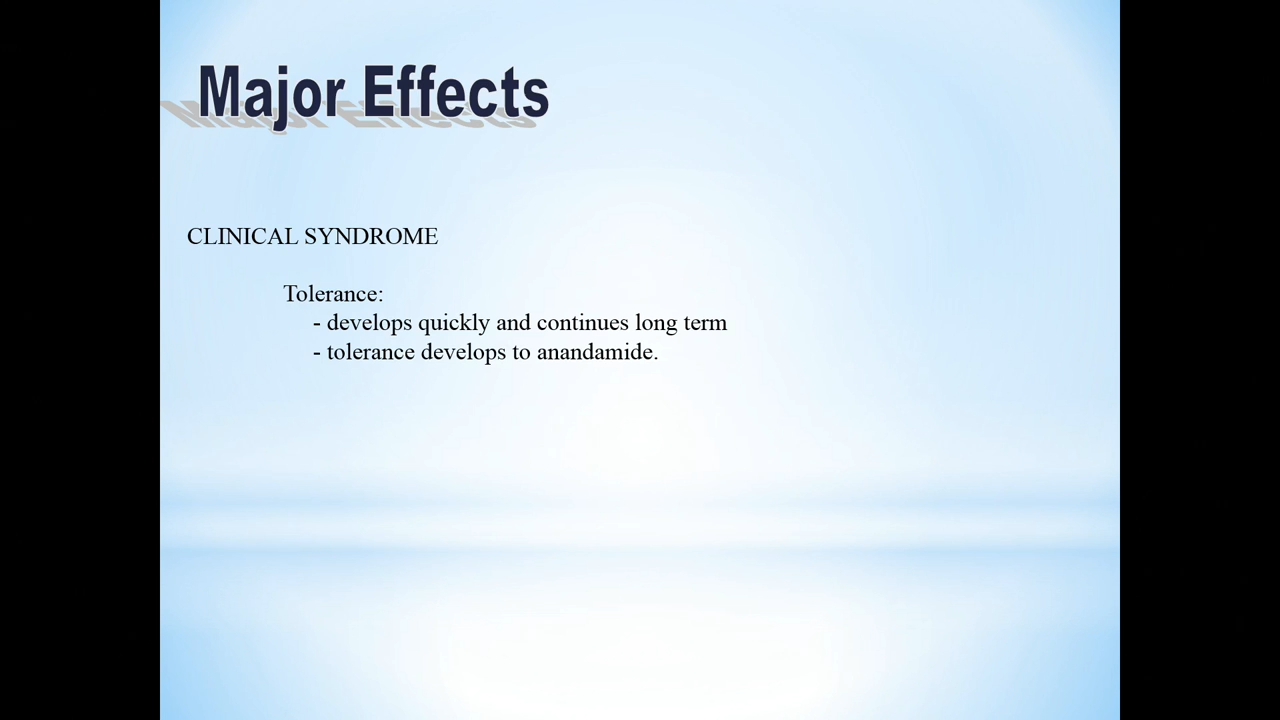 Major Effects
CLINICAL SYNDROME
Tolerance:
- develops quickly and continues long term
- tolerance develops to anandamide.